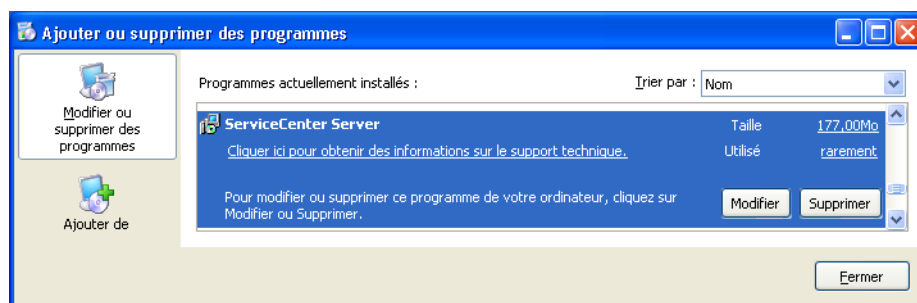 Ajouter ou supprimer des programmes
Modifier ou
supprimer des
programmes
Ajouter de
Programmes actuellement installés :
Trier par : Nom
ServiceCenter Server
Taille 177,00Mo
Cliquer ici pour obtenir des informations sur le support technique.
Utilisé rarement
Pour modifier ou supprimer ce programme de votre ordinateur, cliquez sur
Modifier ou Supprimer.
Modifier Supprimer
Fermer